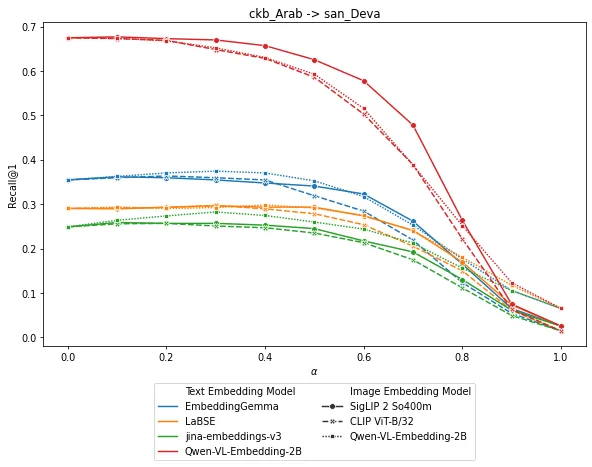 ckb_Arab -> san_Deva
Recall@1
0.7
0.6
0.5
0.4
0.3
0.2
0.1
0.0
0.0 0.2 0.4 0.6 0.8 1.0
α
Text Embedding Model Image Embedding Model
EmbeddingGemma SigLIP 2 So400m
LaBSE CLIP ViT-B/32
jina-embeddings-v3 Qwen-VL-Embedding-2B
Qwen-VL-Embedding-2B